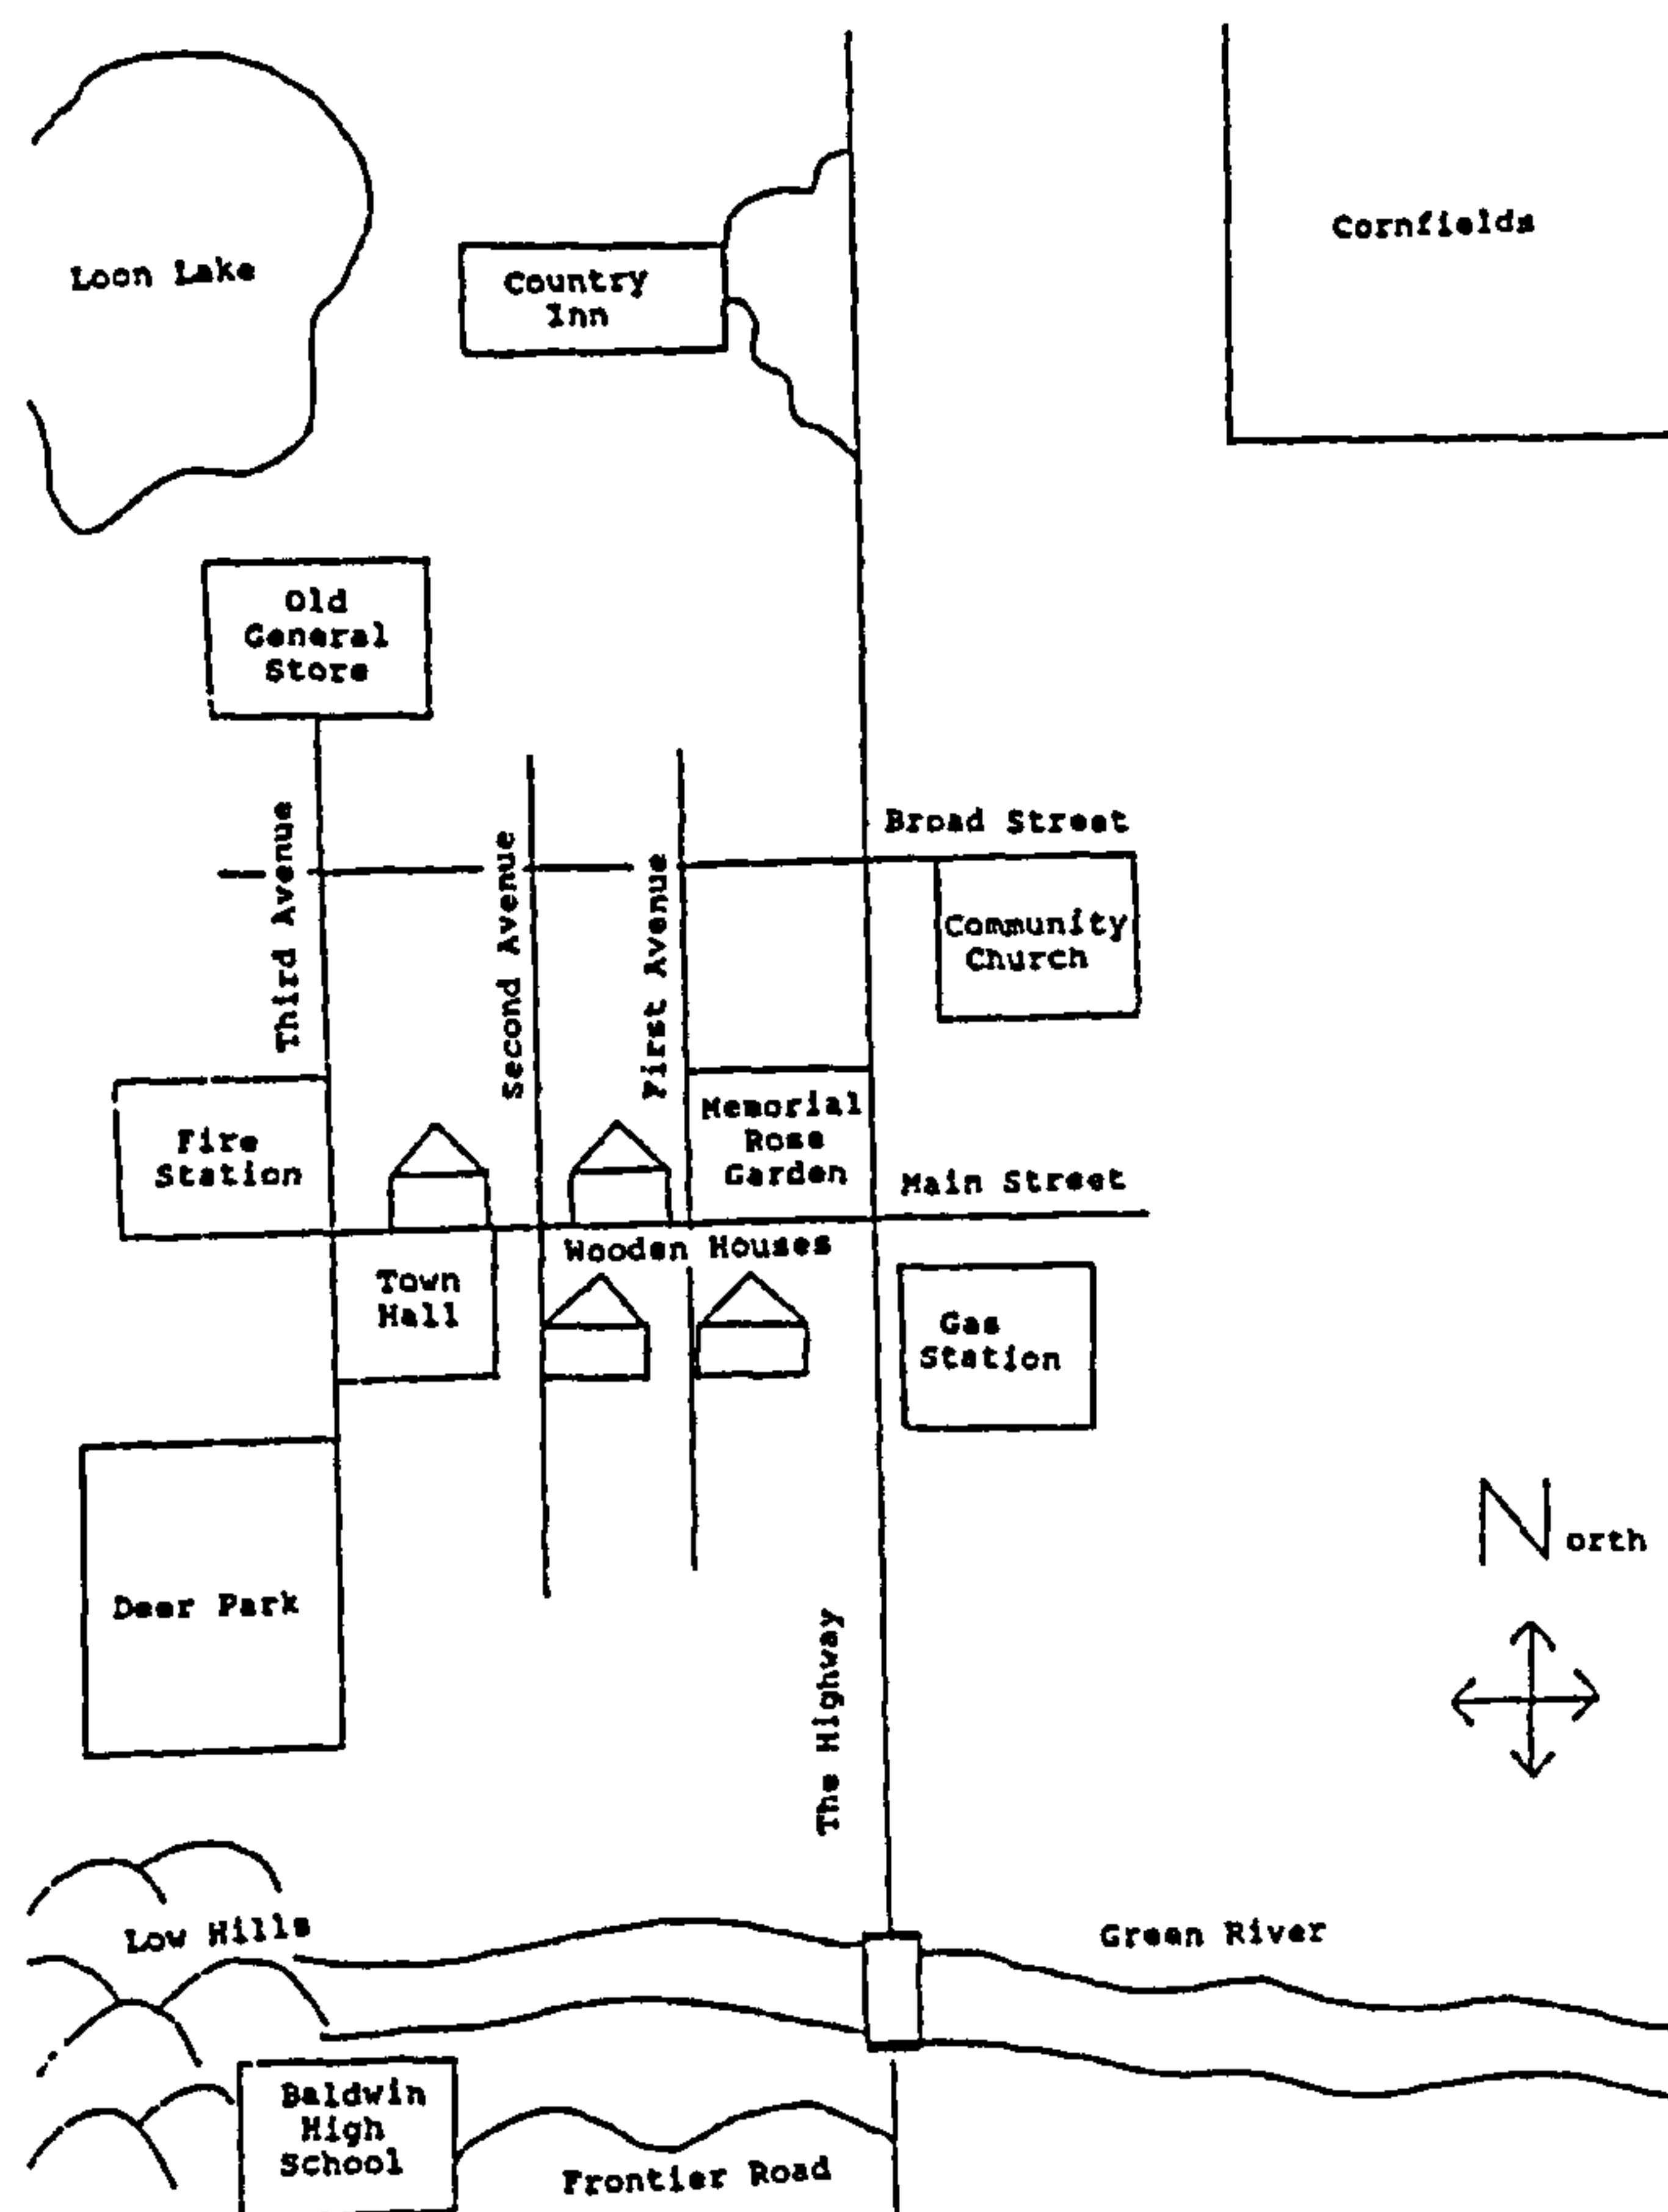 Cornfields
Loon Lake
Country
Inn
Old
General
Store
Broad Street
Third Avenue
Second Avenue
First Avenue
Community
Church
Memorial
Rose
Garden
Fire
Station
Main Street
Wooden Houses
Town
Hall
Gas
Station
North
Deer Park
The Highway
Low Hills
Green River
Baldwin
High
School
Frontier Road